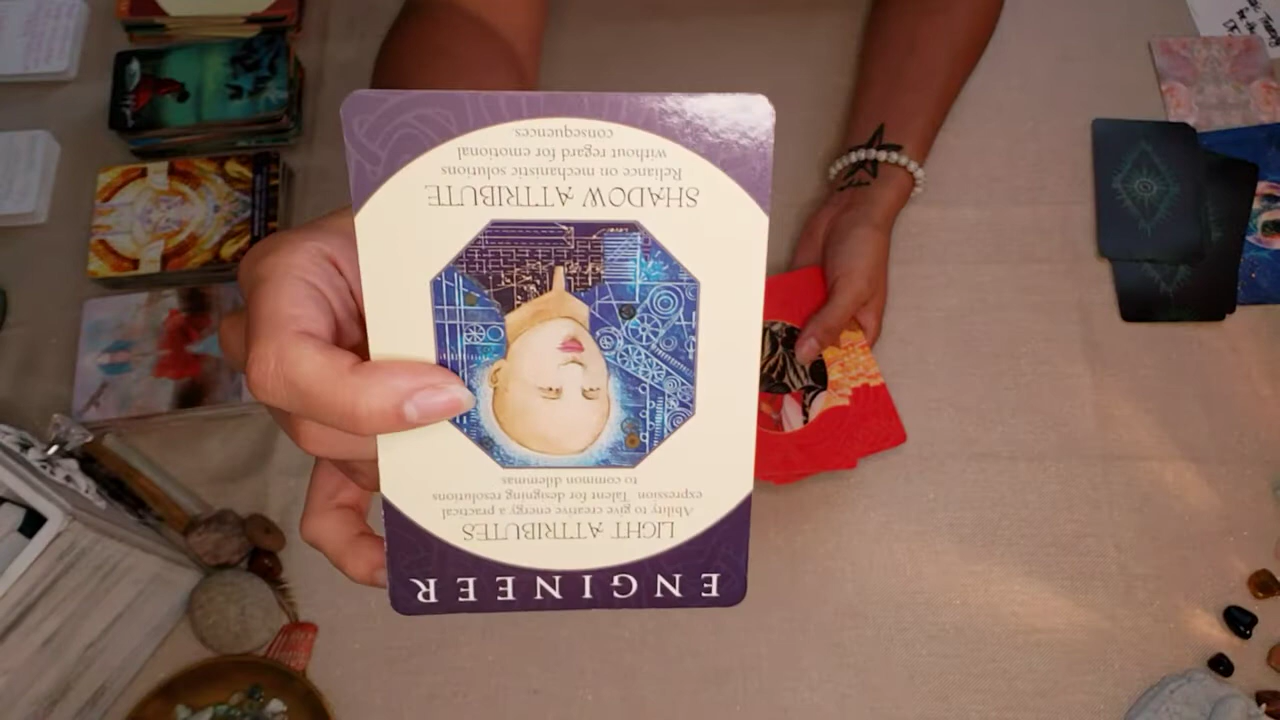 ENGINEER
LIGHT ATTRIBUTES
Ability to give creative energy a practical
expression. Talent for designing resolutions
to common dilemmas
SHADOW ATTRIBUTE
Reliance on mechanistic solutions
without regard for emotional
consequences